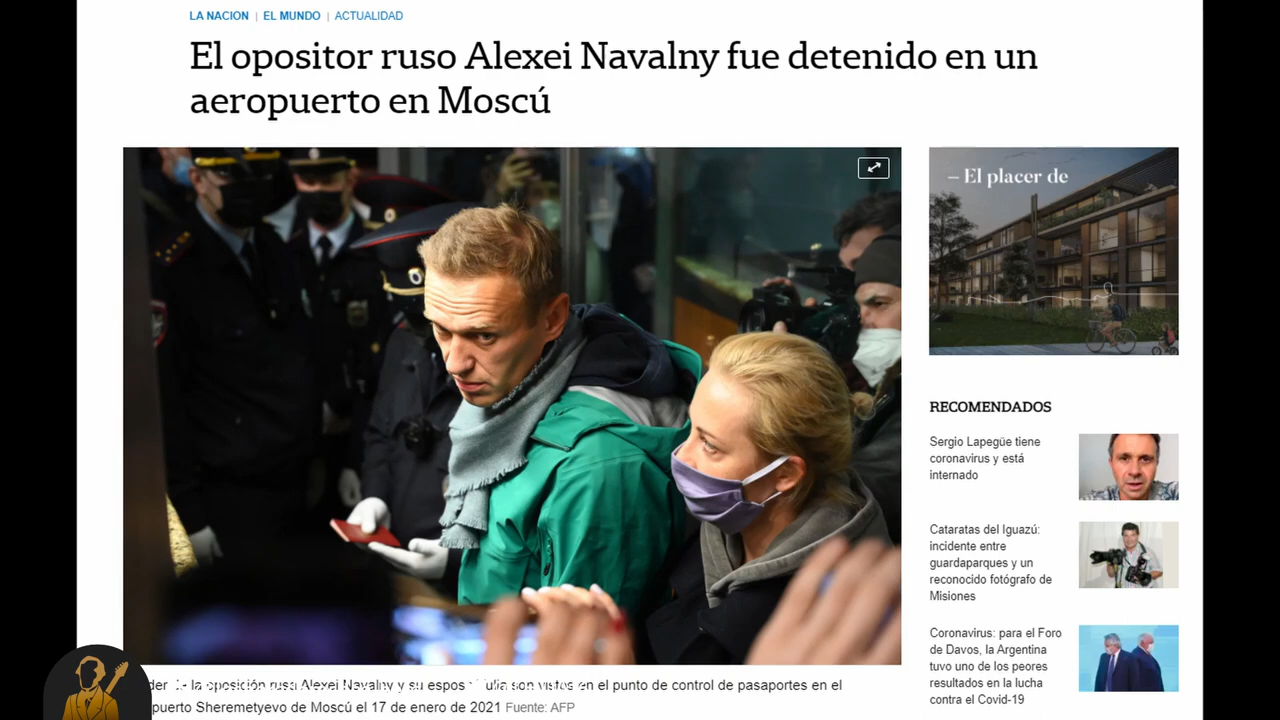 LA NACION | EL MUNDO | ACTUALIDAD
El opositor ruso Alexei Navalny fue detenido en un
aeropuerto en Moscú
– El placer de
RECOMENDADOS
Sergio Lapegüe tiene
coronavirus y está
internado
Cataratas del Iguazú:
incidente entre
guardaparques y un
reconocido fotógrafo de
Misiones
Coronavirus: para el Foro
de Davos, la Argentina
tuvo uno de los peores
resultados en la lucha
contra el Covid-19
la oposición rusa Alexei Navalny y su son vistos en el punto de control de pasaportes en el
Sheremetyevo de Moscú el 17 de enero de 2021 Fuente: AFP